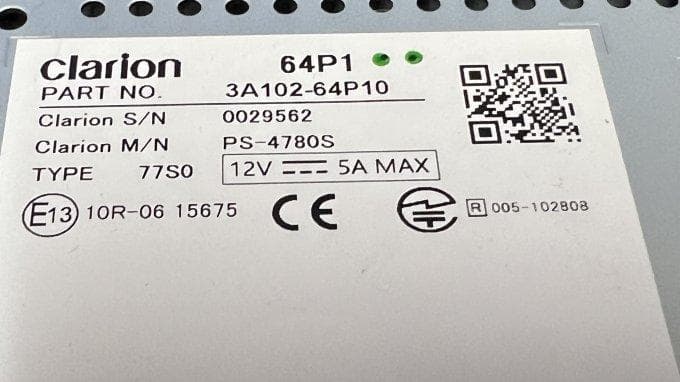 Clarion 64P1
PART NO. 3A102-64P10
Clarion S/N 0029562
Clarion M/N PS-4780S
TYPE 77S0 12V 5A MAX
E13 10R-06 15675 CE R 005-102808